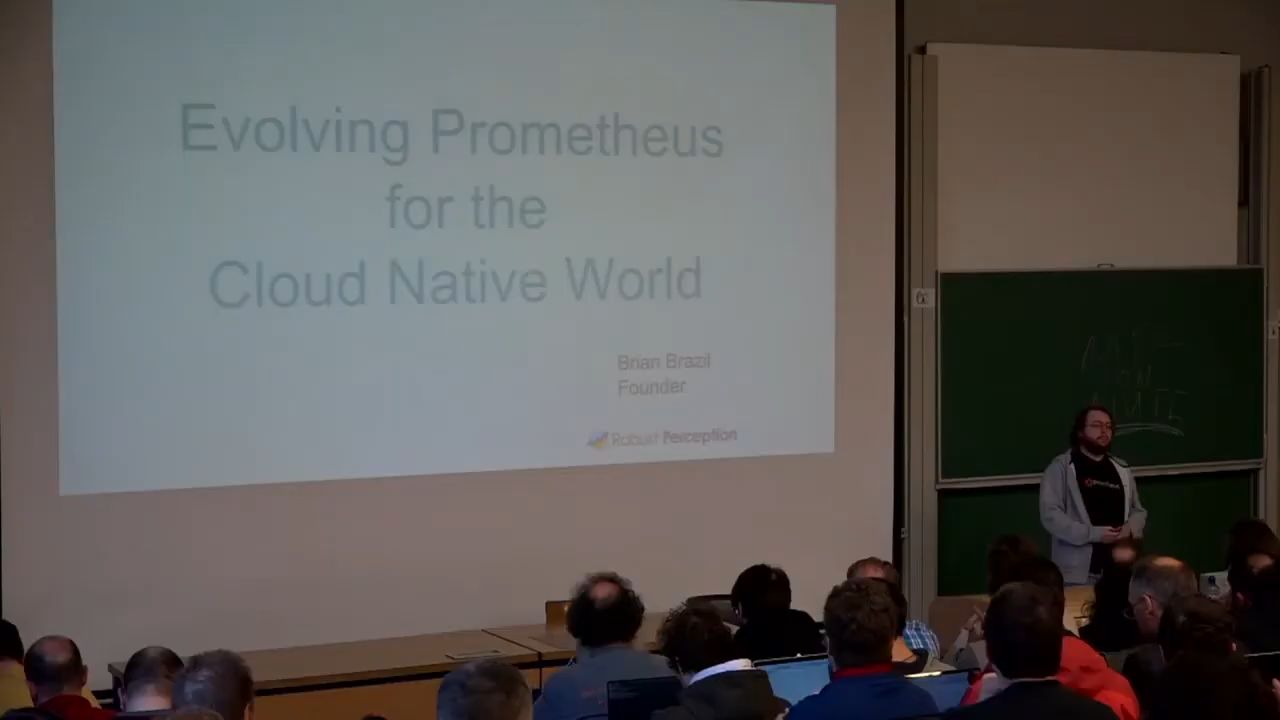 Evolving Prometheus
for the
Cloud Native World
Brian Brazil
Founder
Robust Perception